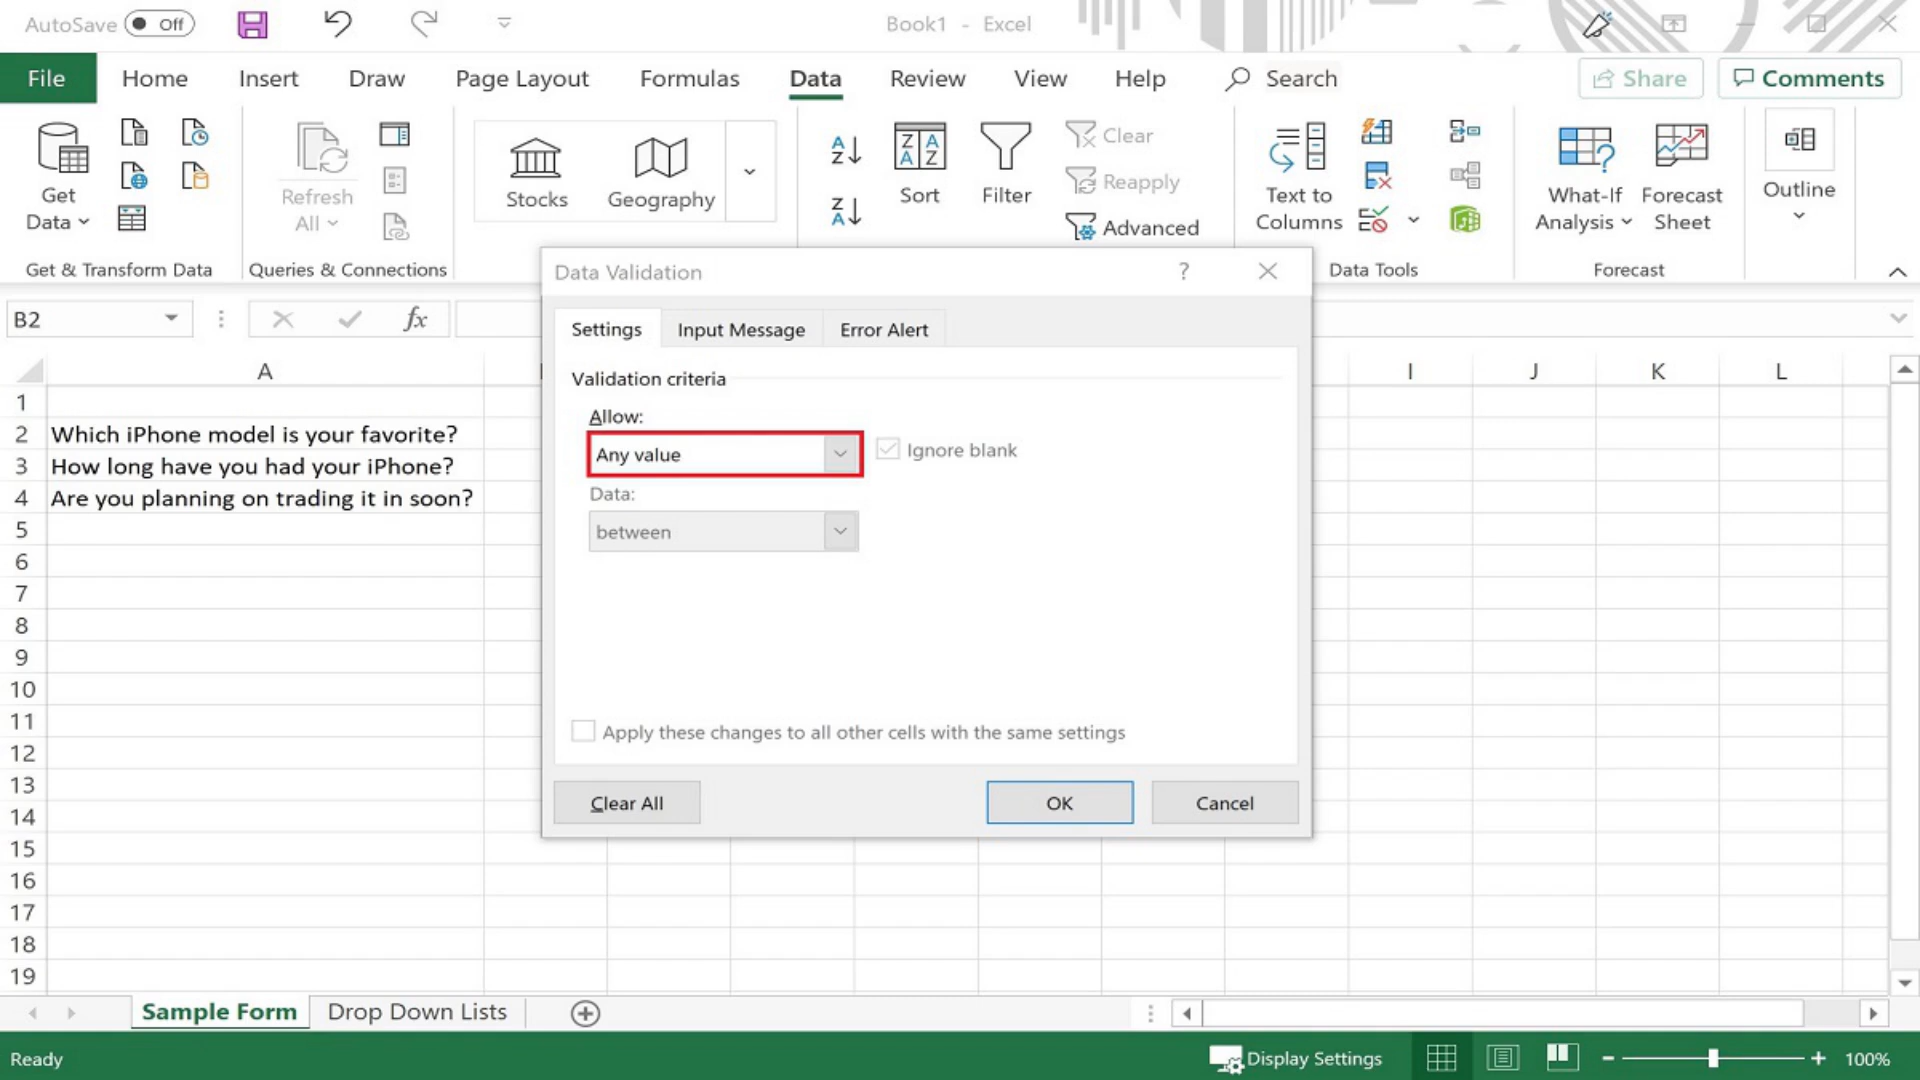 AutoSave Off
Book1 - Excel
File Home Insert Draw Page Layout Formulas Data Review View Help Search Share Comments
Get Data
Refresh All
Stocks
Geography
Sort
Filter
Clear
Reapply
Advanced
Text to Columns
What-If Analysis
Forecast Sheet
Outline
Get & Transform Data
Queries & Connections
Data Tools
Forecast
B2
fx
Data Validation ?
Settings Input Message Error Alert
Validation criteria
Allow:
Any value
Ignore blank
Data:
between
Apply these changes to all other cells with the same settings
Clear All OK Cancel
A I J K L
1
2 Which iPhone model is your favorite?
3 How long have you had your iPhone?
4 Are you planning on trading it in soon?
5
6
7
8
9
10
11
12
13
14
15
16
17
18
19
Sample Form Drop Down Lists
Ready
Display Settings
100%